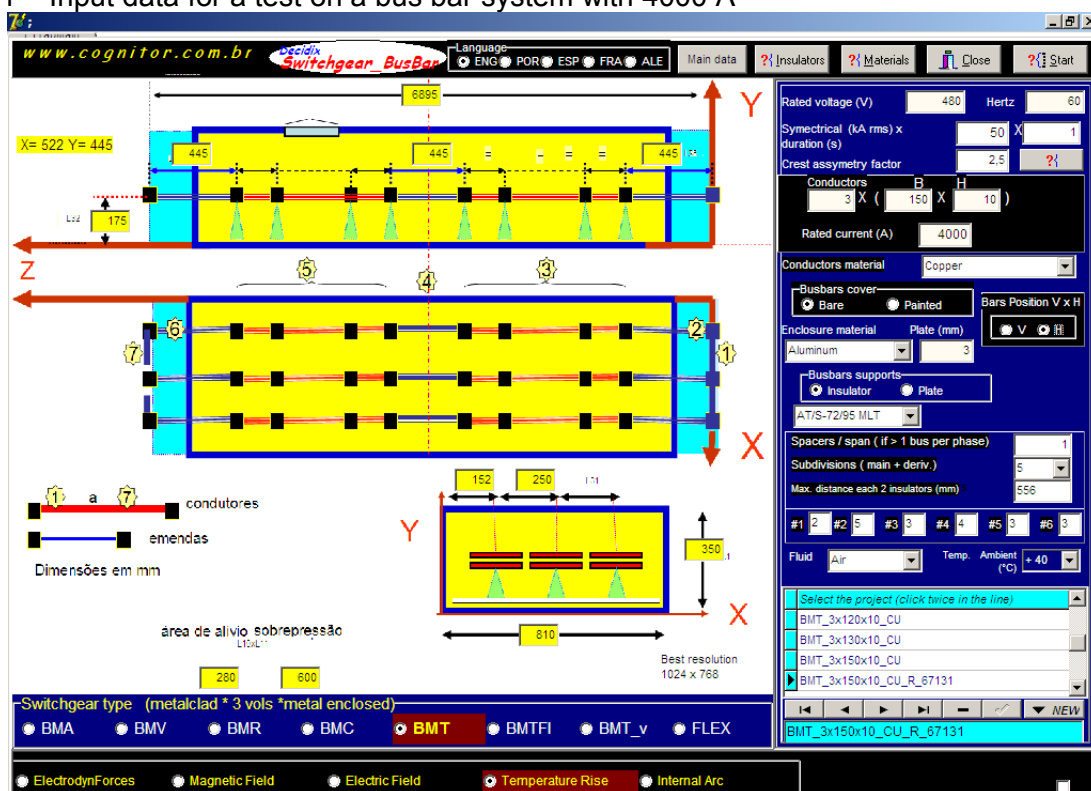 Input data for a test on a bus bar system with 4000 A
www.cognitor.com.br
Decidix
Switchgear_BusBar
Language
ENG POR ESP FRA ALE
Main data
Insulators
Materials
Close
Start
6895
Y
X= 522 Y= 445
445 445 445
L32 175
Z
5 4 3
6 2
7 1
X
1 a 7 condutores
emendas
Dimensões em mm
152 250 L31
Y
350
X
810
área de alivio sobrepressão
280 600
Best resolution
1024 x 768
Switchgear type (metalclad * 3 vols *metal enclosed)
BMA BMV BMR BMC BMT BMTFI BMT_v FLEX
ElectrodynForces Magnetic Field Electric Field Temperature Rise Internal Arc
Rated voltage (V) 480 Hertz 60
Symectrical (kA rms) x
duration (s) 50 X 1
Crest assymetry factor 2,5
Conductors B H
3 X ( 150 X 10 )
Rated current (A) 4000
Conductors material Copper
Busbars cover
Bare Painted
Bars Position V x H
V H
Enclosure material Plate (mm)
Aluminum 3
Busbars supports
Insulator Plate
AT/S-72/95 MLT
Spacers / span ( if > 1 bus per phase) 1
Subdivisions ( main + deriv.) 5
Max. distance each 2 insulators (mm) 556
#1 2 #2 5 #3 3 #4 4 #5 3 #6 3
Fluid Air Temp. Ambient
(°C) + 40
Select the project (click twice in the line)
BMT_3x120x10_CU
BMT_3x130x10_CU
BMT_3x150x10_CU
BMT_3x150x10_CU_R_67131
NEW
BMT_3x150x10_CU_R_67131